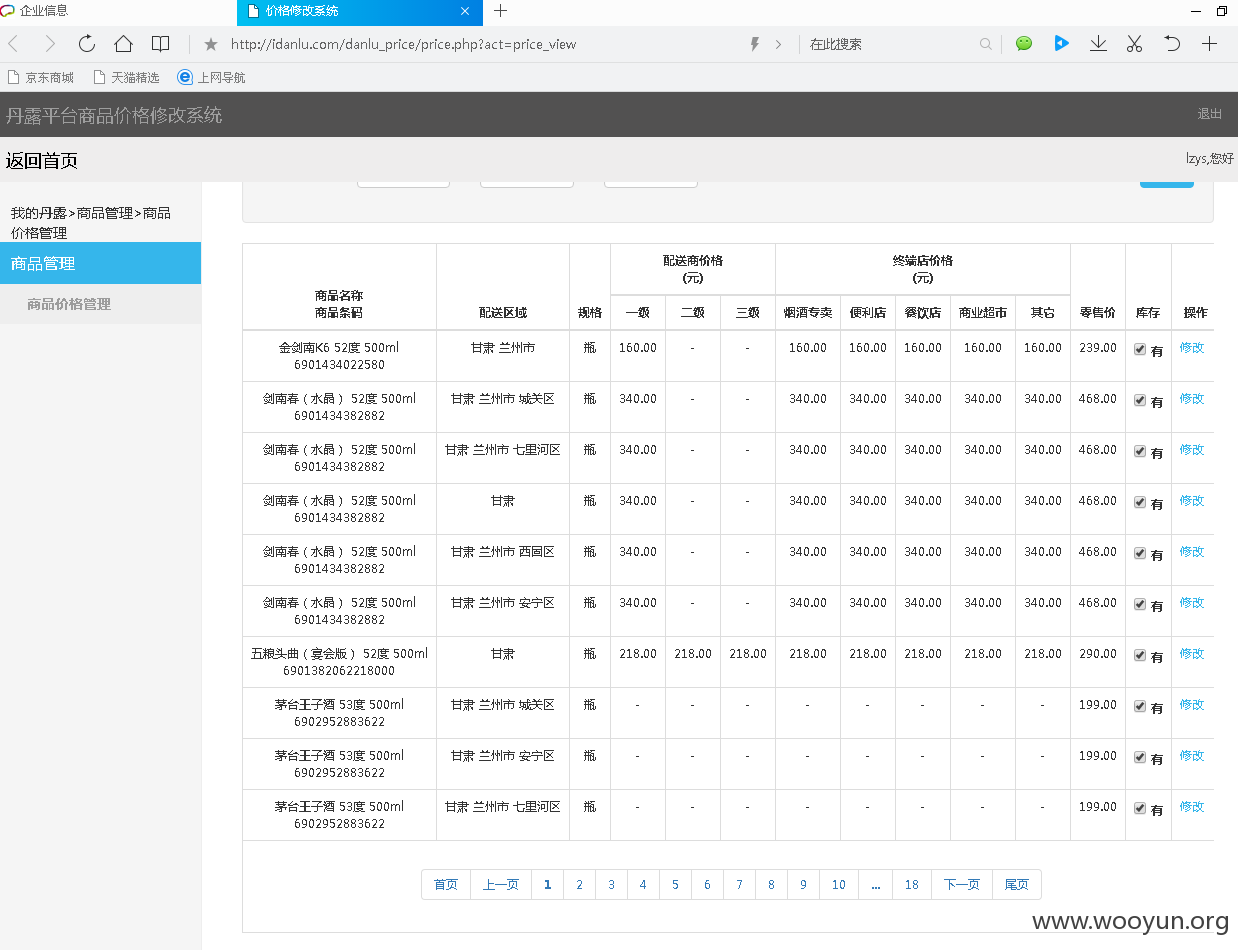 企业信息
价格修改系统
http://idanlu.com/danlu_price/price.php?act=price_view
在此搜索
京东商城 天猫精选 上网导航
丹露平台商品价格修改系统 退出
返回首页 lzys,您好
我的丹露>商品管理>商品
价格管理
商品管理
商品价格管理
商品名称
商品条码
配送区域
规格
配送商价格
(元)
一级 二级 三级
终端店价格
(元)
烟酒专卖 便利店 餐饮店 商业超市 其它
零售价 库存 操作
金剑南K6 52度 500ml
6901434022580
甘肃 兰州市 瓶 160.00 - - 160.00 160.00 160.00 160.00 160.00 239.00 有 修改
剑南春（水晶） 52度 500ml
6901434382882
甘肃 兰州市 城关区 瓶 340.00 - - 340.00 340.00 340.00 340.00 340.00 468.00 有 修改
剑南春（水晶） 52度 500ml
6901434382882
甘肃 兰州市 七里河区 瓶 340.00 - - 340.00 340.00 340.00 340.00 340.00 468.00 有 修改
剑南春（水晶） 52度 500ml
6901434382882
甘肃 瓶 340.00 - - 340.00 340.00 340.00 340.00 340.00 468.00 有 修改
剑南春（水晶） 52度 500ml
6901434382882
甘肃 兰州市 西固区 瓶 340.00 - - 340.00 340.00 340.00 340.00 340.00 468.00 有 修改
剑南春（水晶） 52度 500ml
6901434382882
甘肃 兰州市 安宁区 瓶 340.00 - - 340.00 340.00 340.00 340.00 340.00 468.00 有 修改
五粮头曲（宴会版） 52度 500ml
6901382062218000
甘肃 瓶 218.00 218.00 218.00 218.00 218.00 218.00 218.00 218.00 290.00 有 修改
茅台王子酒 53度 500ml
6902952883622
甘肃 兰州市 城关区 瓶 - - - - - - - - 199.00 有 修改
茅台王子酒 53度 500ml
6902952883622
甘肃 兰州市 安宁区 瓶 - - - - - - - - 199.00 有 修改
茅台王子酒 53度 500ml
6902952883622
甘肃 兰州市 七里河区 瓶 - - - - - - - - 199.00 有 修改
首页 上一页 1 2 3 4 5 6 7 8 9 10 ... 18 下一页 尾页
www.wooyun.org